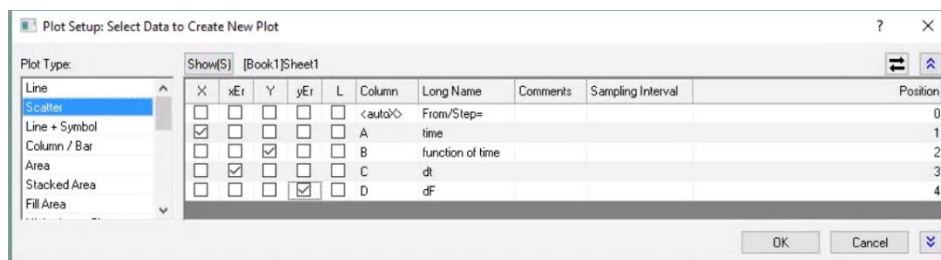 Plot Setup: Select Data to Create New Plot ?
Plot Type:
Show(S) [Book1]Sheet1
Line
Scatter
Line + Symbol
Column / Bar
Area
Stacked Area
Fill Area
X xEr Y yEr L Column Long Name Comments Sampling Interval Position
<autoX> From/Step= 0
A time 1
B function of time 2
C dt 3
D dF 4
OK Cancel